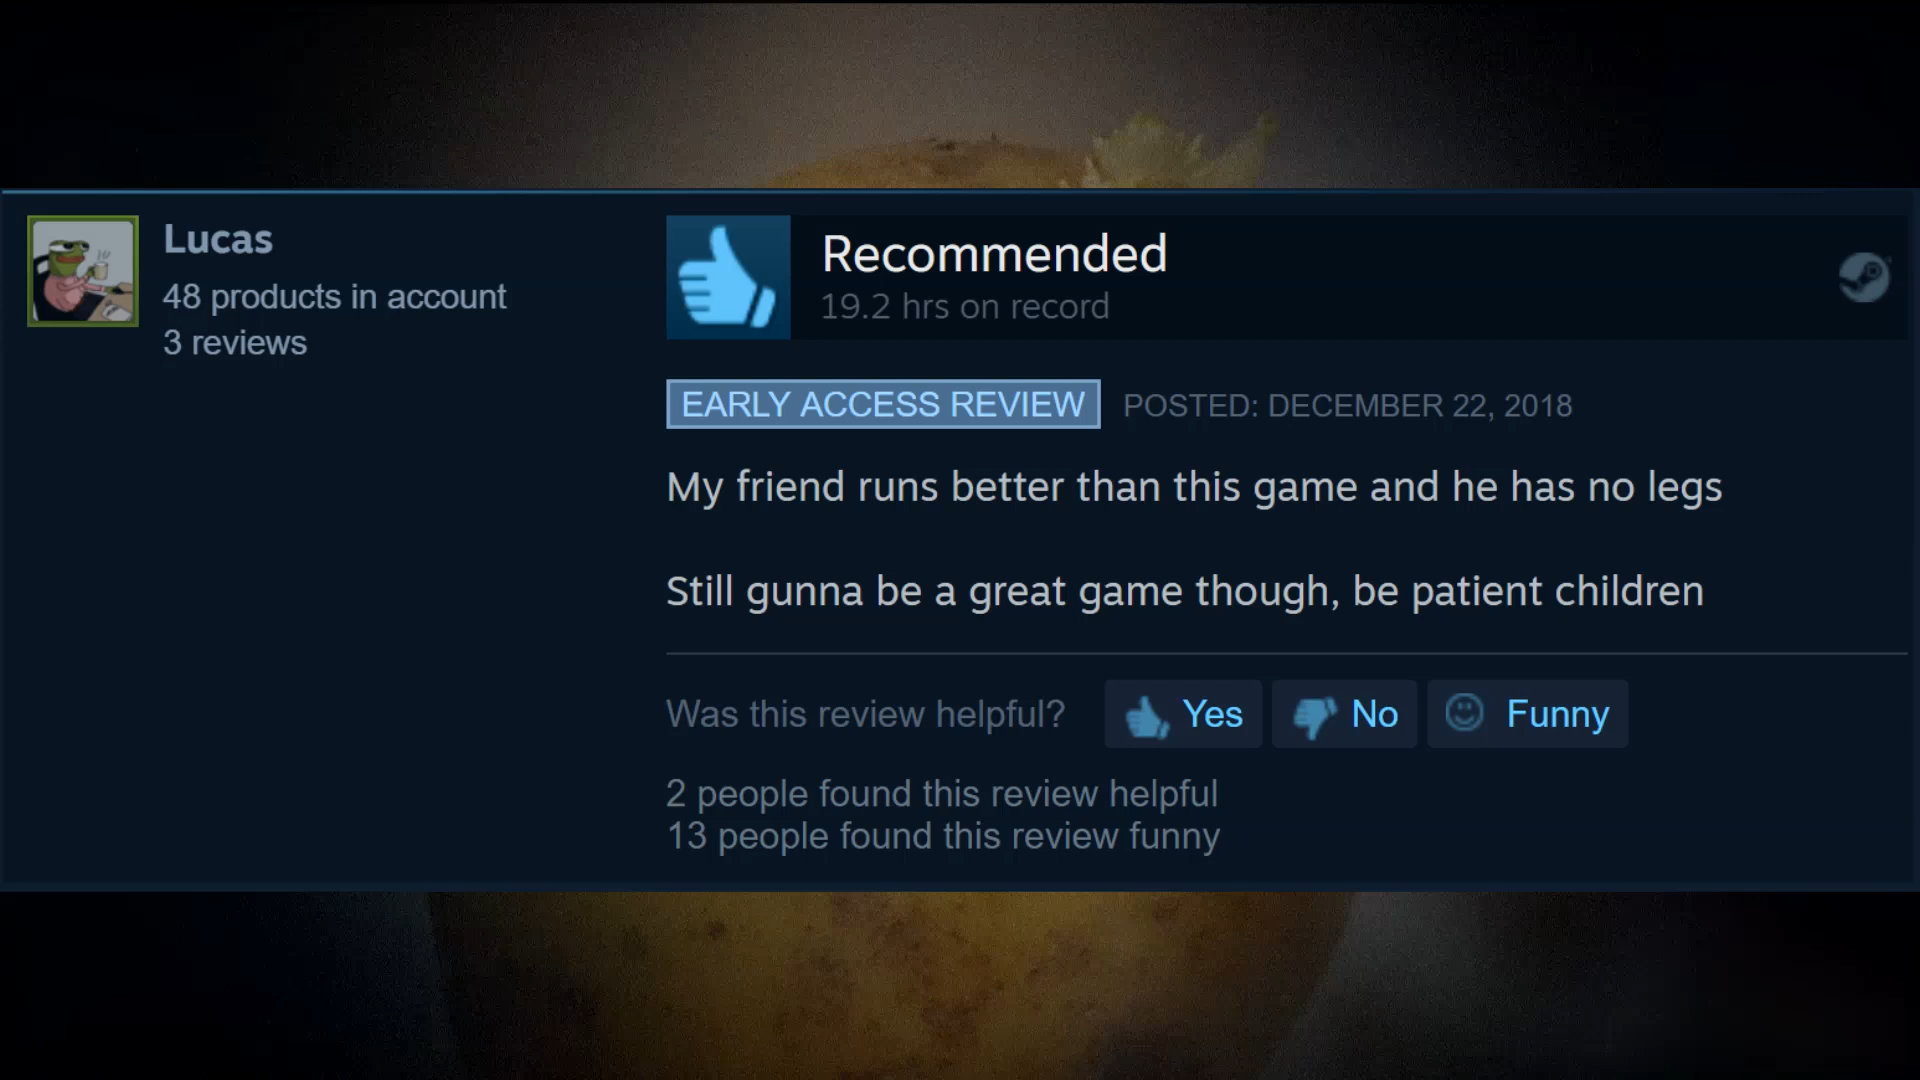 Lucas
48 products in account
3 reviews
Recommended
19.2 hrs on record
EARLY ACCESS REVIEW POSTED: DECEMBER 22, 2018
My friend runs better than this game and he has no legs
Still gunna be a great game though, be patient children
Was this review helpful? Yes No Funny
2 people found this review helpful
13 people found this review funny